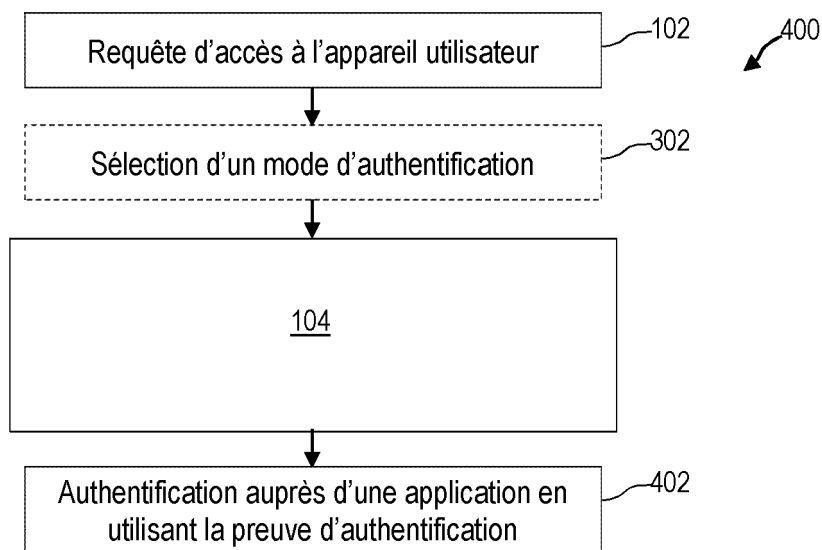 Requête d'accès à l'appareil utilisateur
102
400
Sélection d'un mode d'authentification
302
104
Authentification auprès d'une application en
utilisant la preuve d'authentification
402